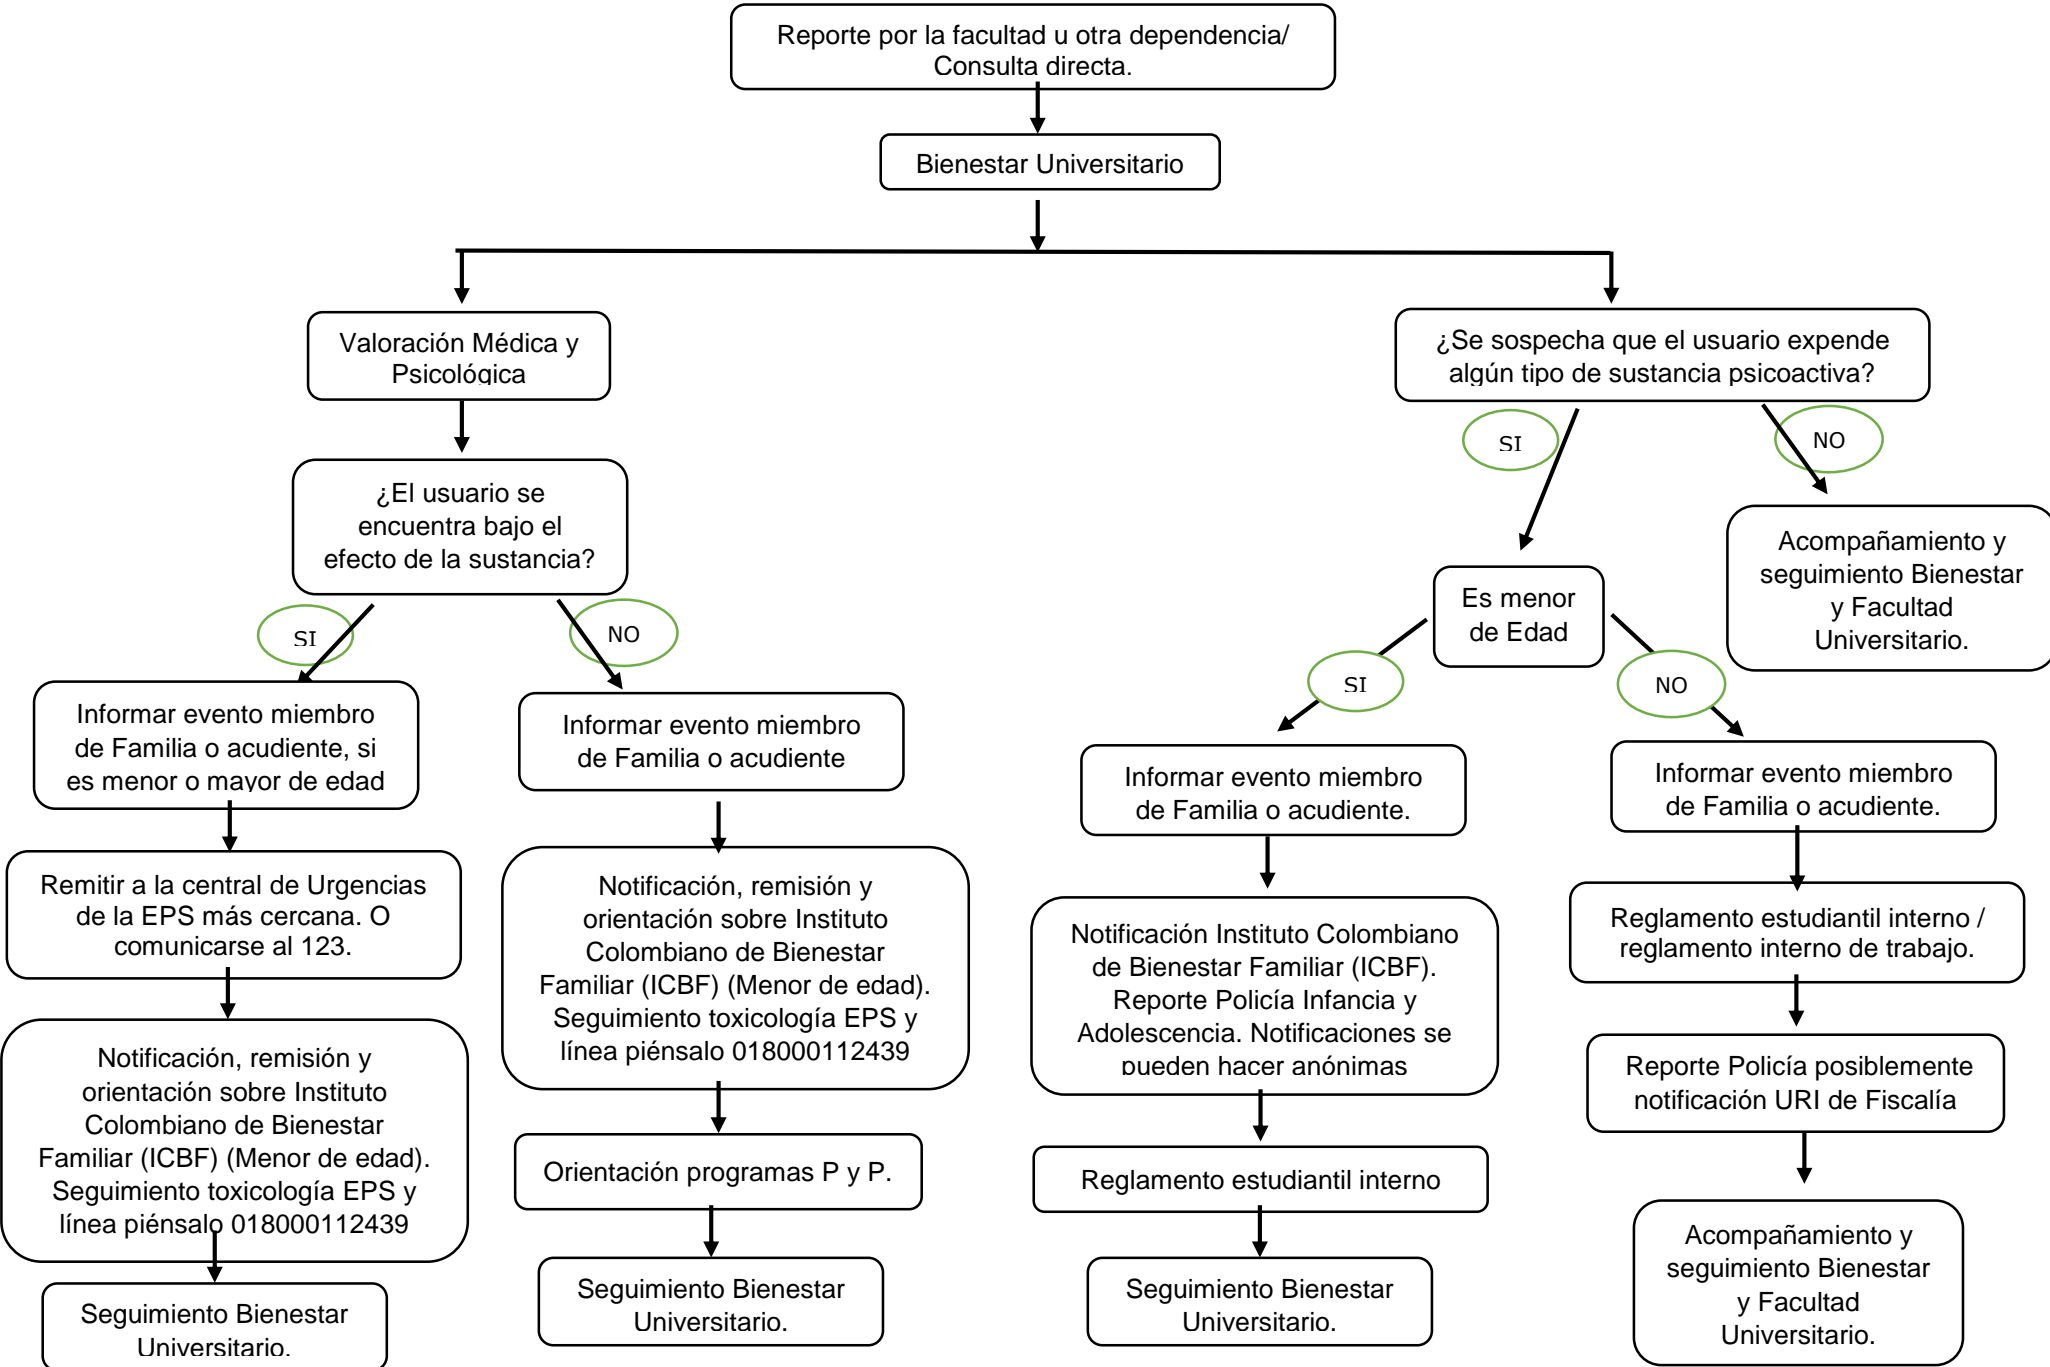 Reporte por la facultad u otra dependencia/
Consulta directa.
Bienestar Universitario
Valoración Médica y
Psicológica
¿Se sospecha que el usuario expende
algún tipo de sustancia psicoactiva?
SI
NO
¿El usuario se
encuentra bajo el
efecto de la sustancia?
Acompañamiento y
seguimiento Bienestar
y Facultad
Universitario.
Es menor
de Edad
SI
NO
SI
NO
Informar evento miembro
de Familia o acudiente, si
es menor o mayor de edad
Informar evento miembro
de Familia o acudiente
Informar evento miembro
de Familia o acudiente.
Informar evento miembro
de Familia o acudiente.
Remitir a la central de Urgencias
de la EPS más cercana. O
comunicarse al 123.
Notificación, remisión y
orientación sobre Instituto
Colombiano de Bienestar
Familiar (ICBF) (Menor de edad).
Seguimiento toxicología EPS y
línea piénsalo 018000112439
Notificación Instituto Colombiano
de Bienestar Familiar (ICBF).
Reporte Policía Infancia y
Adolescencia. Notificaciones se
pueden hacer anónimas
Reglamento estudiantil interno /
reglamento interno de trabajo.
Notificación, remisión y
orientación sobre Instituto
Colombiano de Bienestar
Familiar (ICBF) (Menor de edad).
Seguimiento toxicología EPS y
línea piénsalo 018000112439
Orientación programas P y P.
Reglamento estudiantil interno
Reporte Policía posiblemente
notificación URI de Fiscalía
Seguimiento Bienestar
Universitario.
Seguimiento Bienestar
Universitario.
Seguimiento Bienestar
Universitario.
Acompañamiento y
seguimiento Bienestar
y Facultad
Universitario.